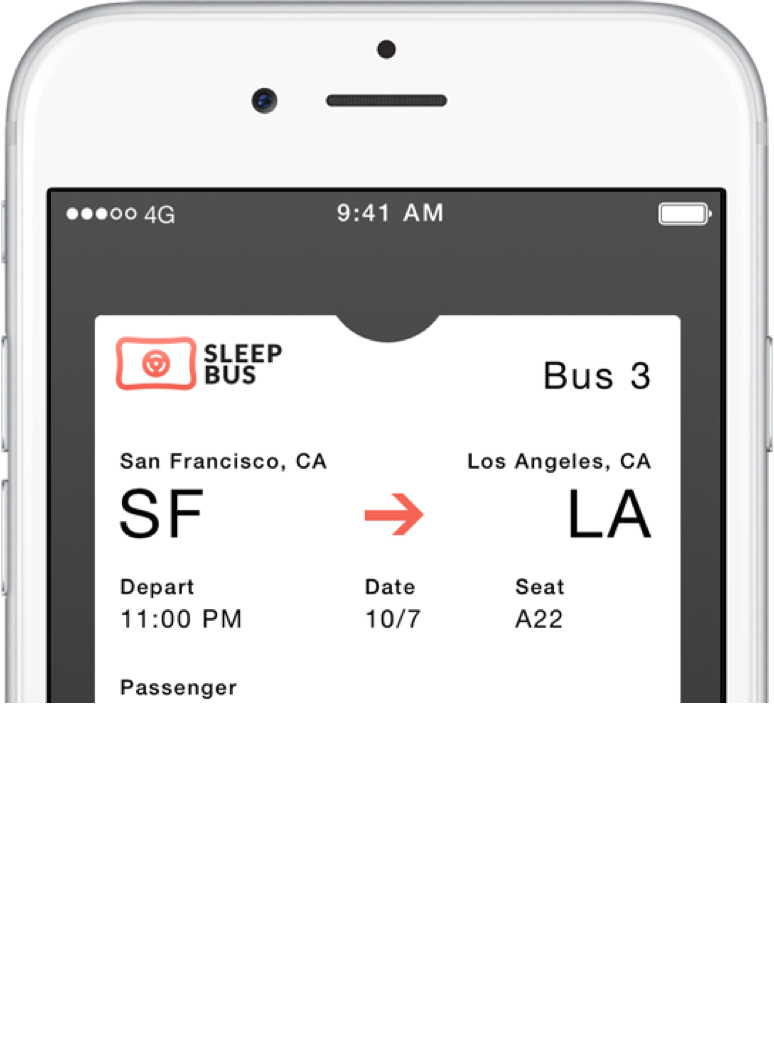 4G 9:41 AM
SLEEP
BUS
Bus 3
San Francisco, CA Los Angeles, CA
SF → LA
Depart Date Seat
11:00 PM 10/7 A22
Passenger